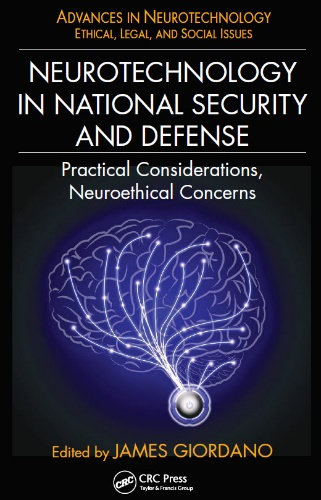 ADVANCES IN NEUROTECHNOLOGY
ETHICAL, LEGAL, AND SOCIAL ISSUES
NEUROTECHNOLOGY
IN NATIONAL SECURITY
AND DEFENSE
Practical Considerations,
Neuroethical Concerns
Edited by JAMES GIORDANO
CRC
CRC Press
Taylor & Francis Group